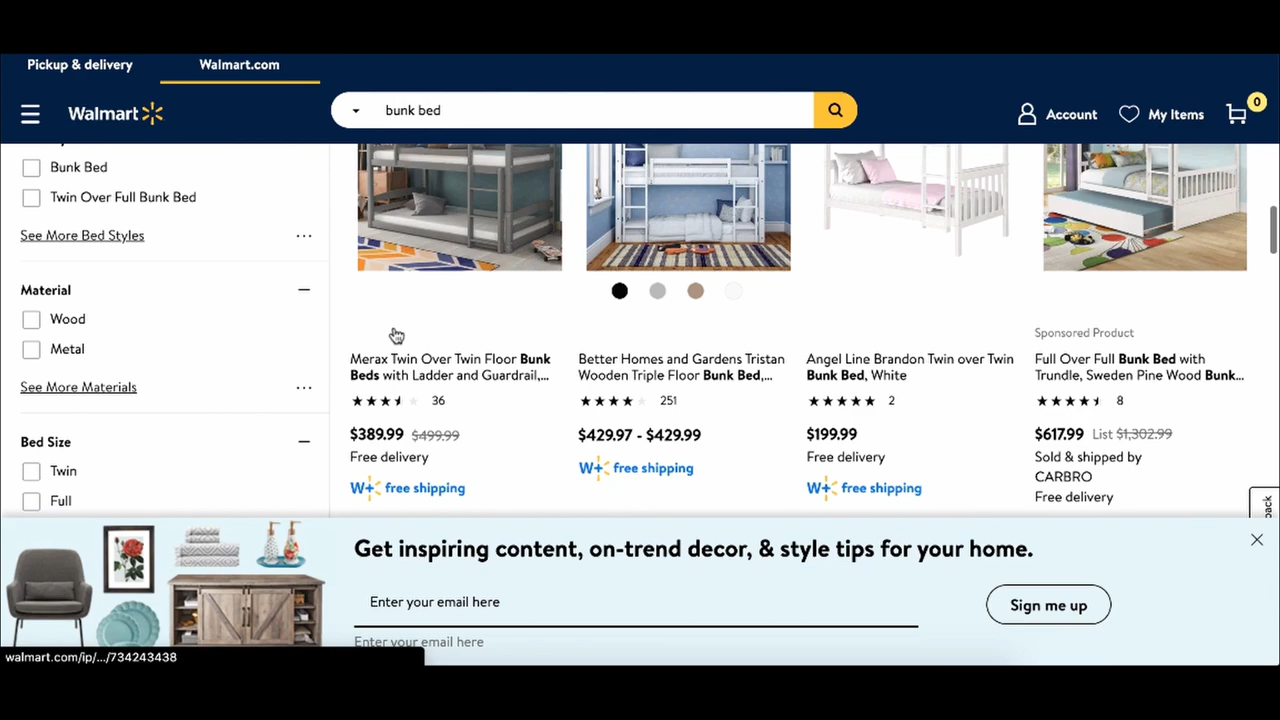 Pickup & delivery
Walmart.com
Walmart
bunk bed
Account
My Items
0
Bunk Bed
Twin Over Full Bunk Bed
See More Bed Styles
Material
Wood
Metal
See More Materials
Bed Size
Twin
Full
Merax Twin Over Twin Floor Bunk
Beds with Ladder and Guardrail,...
36
$389.99 $499.99
Free delivery
W+ free shipping
Better Homes and Gardens Tristan
Wooden Triple Floor Bunk Bed,...
251
$429.97 - $429.99
W+ free shipping
Angel Line Brandon Twin over Twin
Bunk Bed, White
2
$199.99
Free delivery
W+ free shipping
Sponsored Product
Full Over Full Bunk Bed with
Trundle, Sweden Pine Wood Bunk...
8
$617.99 List $1,302.99
Sold & shipped by
CARBRO
Free delivery
back
Get inspiring content, on-trend decor, & style tips for your home.
Enter your email here
Enter your email here
Sign me up
walmart.com/ip/.../734243438